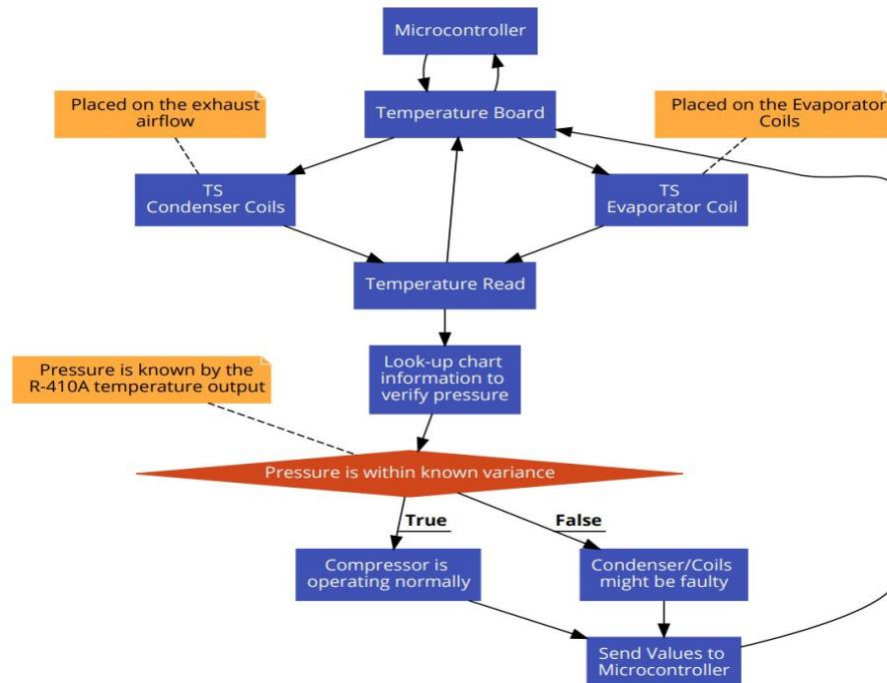 Microcontroller
Placed on the exhaust
airflow
Temperature Board
Placed on the Evaporator
Coils
TS
Condenser Coils
TS
Evaporator Coil
Temperature Read
Look-up chart
information to
verify pressure
Pressure is known by the
R-410A temperature output
Pressure is within known variance
True
False
Compressor is
operating normally
Condenser/Coils
might be faulty
Send Values to
Microcontroller